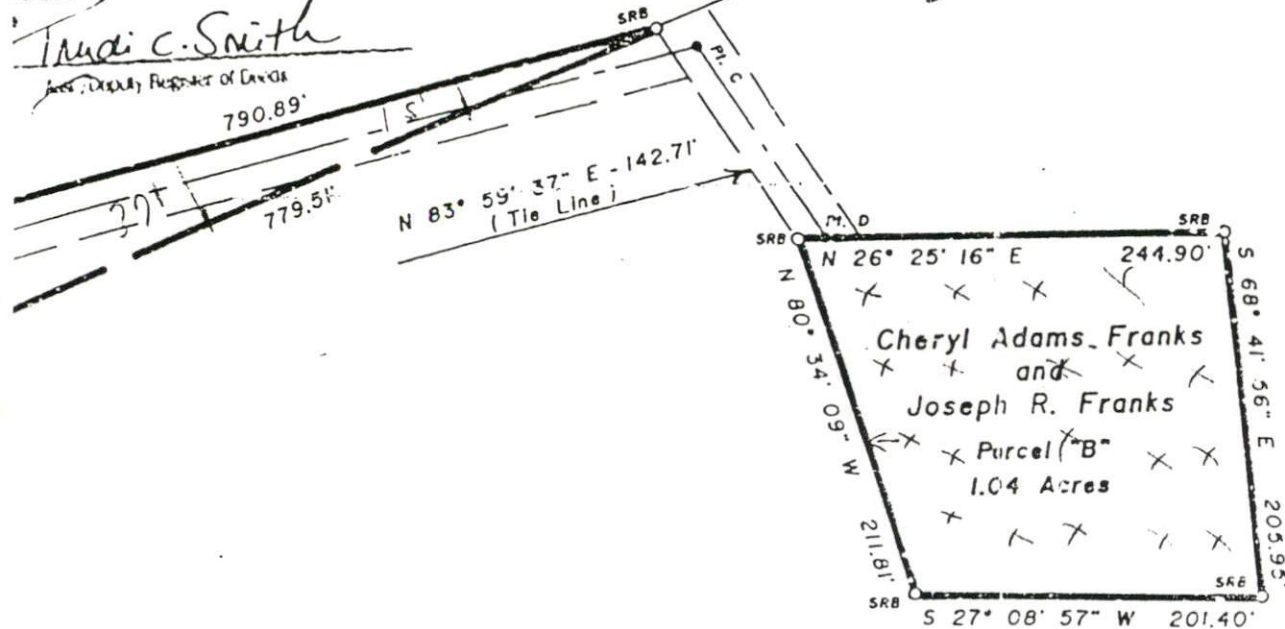 Trudi C. Smith
Asst./Deputy Register of Deeds
790.89'
779.51'
SRB
Pt. C
N 83° 59' 37" E - 142.71'
(Tie Line)
SRB
Pt. D
SRB
N 26° 25' 16" E
244.90'
S 68° 41' 56" E
205.95'
N 80° 34' 09" W
211.81'
Cheryl Adams Franks
and
Joseph R. Franks
Parcel "B"
1.04 Acres
SRB
SRB
S 27° 08' 57" W
201.40'